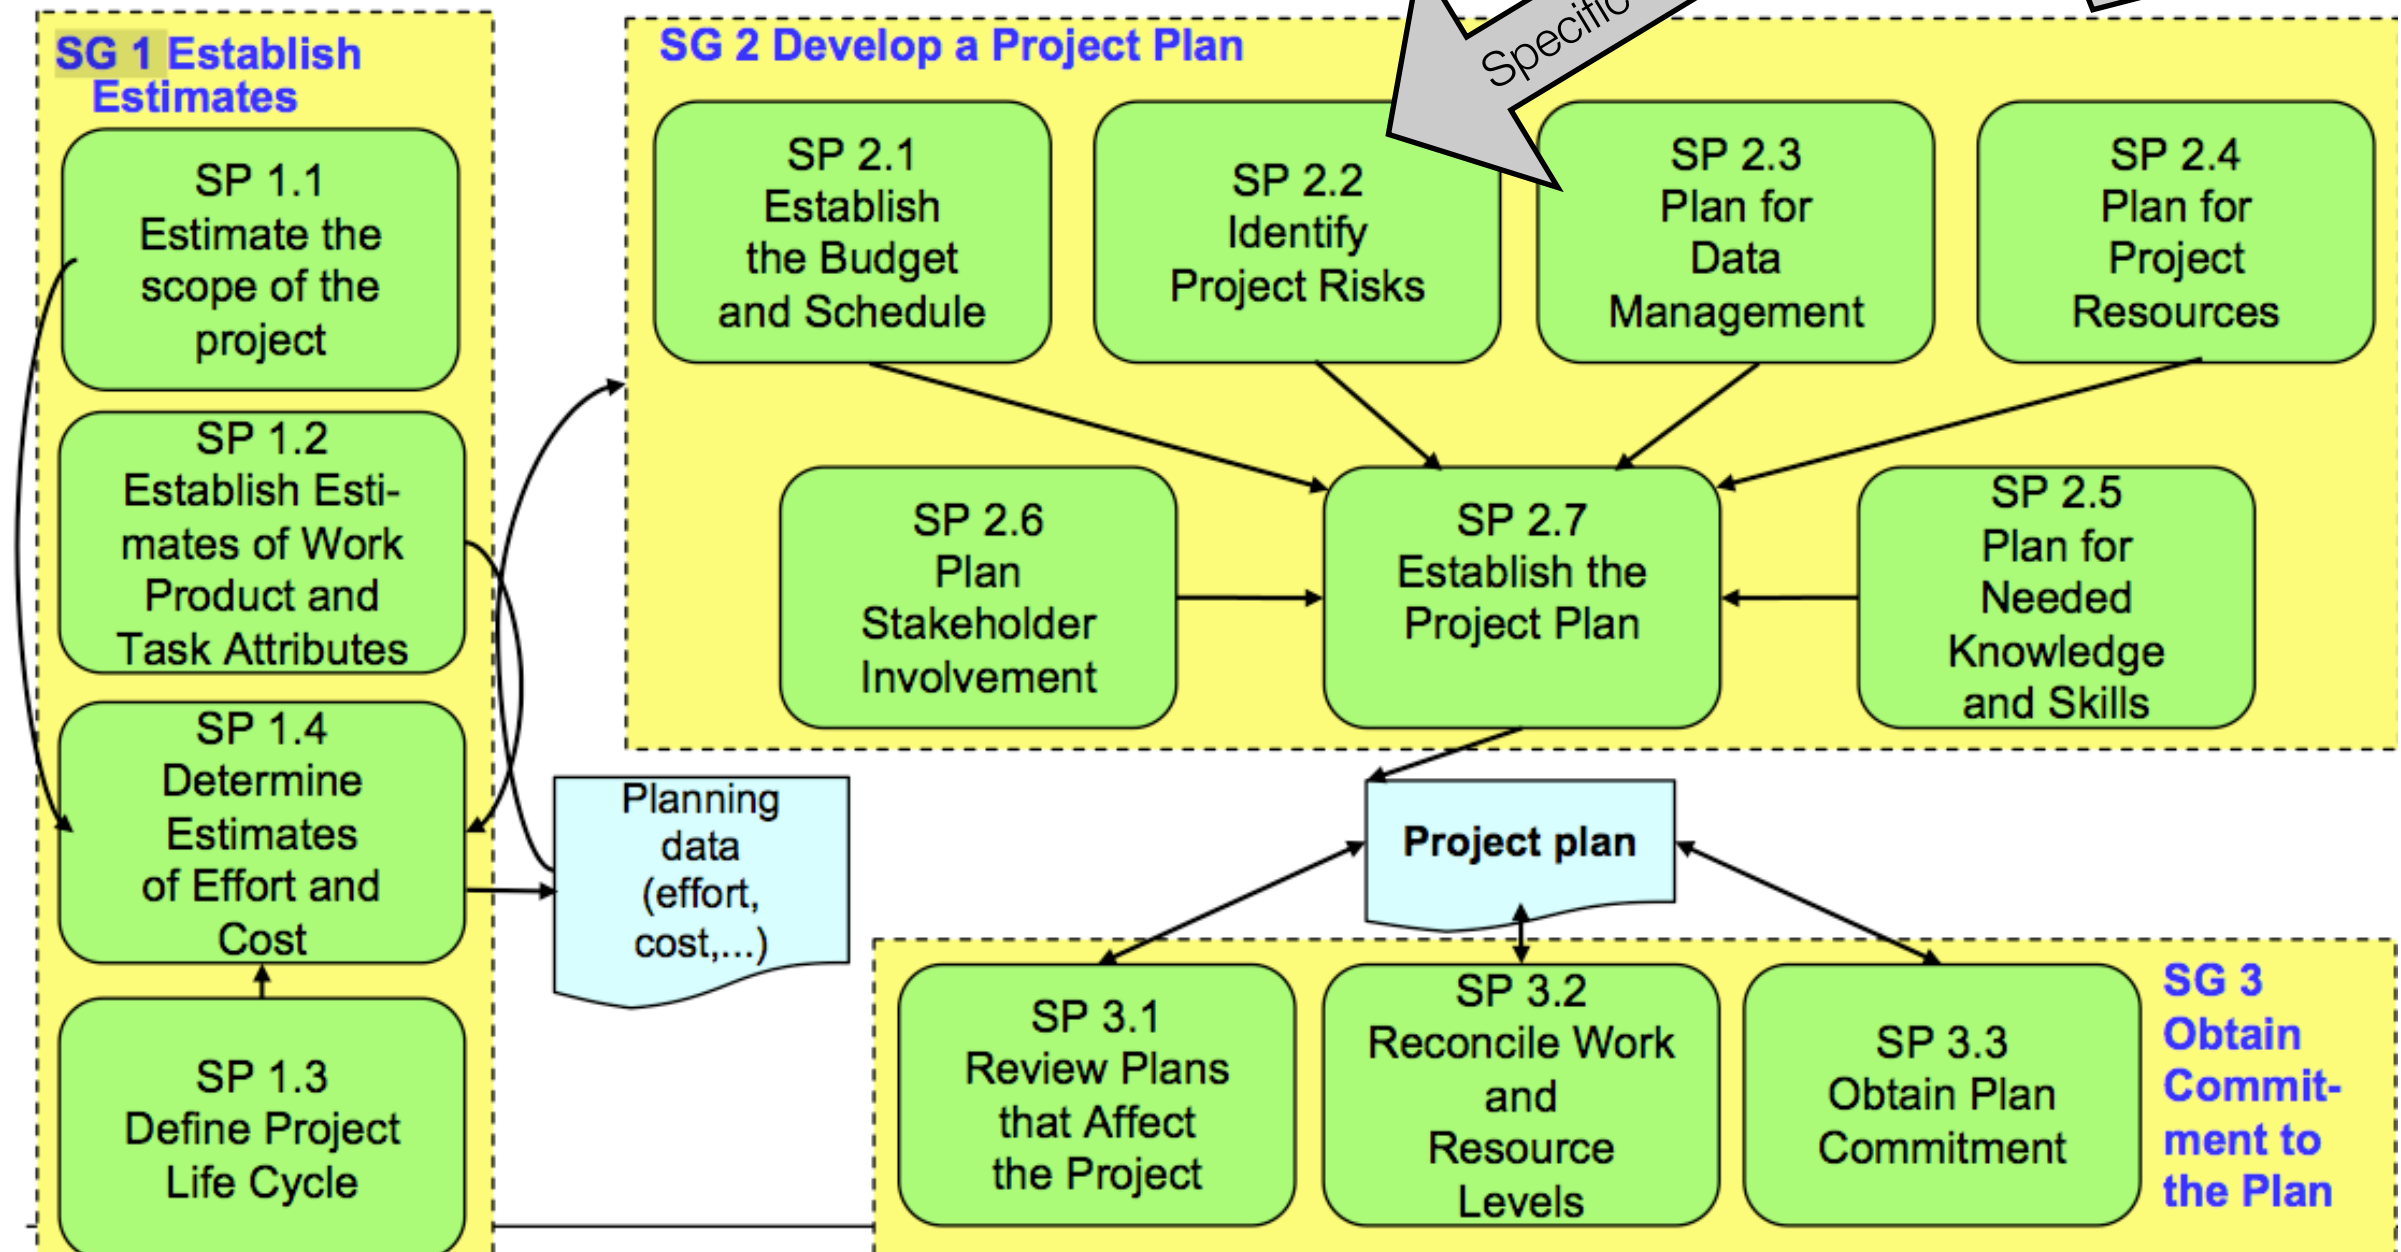 SG 1 Establish
Estimates
SP 1.1
Estimate the
scope of the
project
SP 1.2
Establish Esti-
mates of Work
Product and
Task Attributes
SP 1.4
Determine
Estimates
of Effort and
Cost
SP 1.3
Define Project
Life Cycle
Planning
data
(effort,
cost,...)
SG 2 Develop a Project Plan
Specific
SP 2.1
Establish
the Budget
and Schedule
SP 2.2
Identify
Project Risks
SP 2.3
Plan for
Data
Management
SP 2.4
Plan for
Project
Resources
SP 2.6
Plan
Stakeholder
Involvement
SP 2.7
Establish the
Project Plan
SP 2.5
Plan for
Needed
Knowledge
and Skills
Project plan
SP 3.1
Review Plans
that Affect
the Project
SP 3.2
Reconcile Work
and
Resource
Levels
SP 3.3
Obtain Plan
Commitment
SG 3
Obtain
Commit-
ment to
the Plan